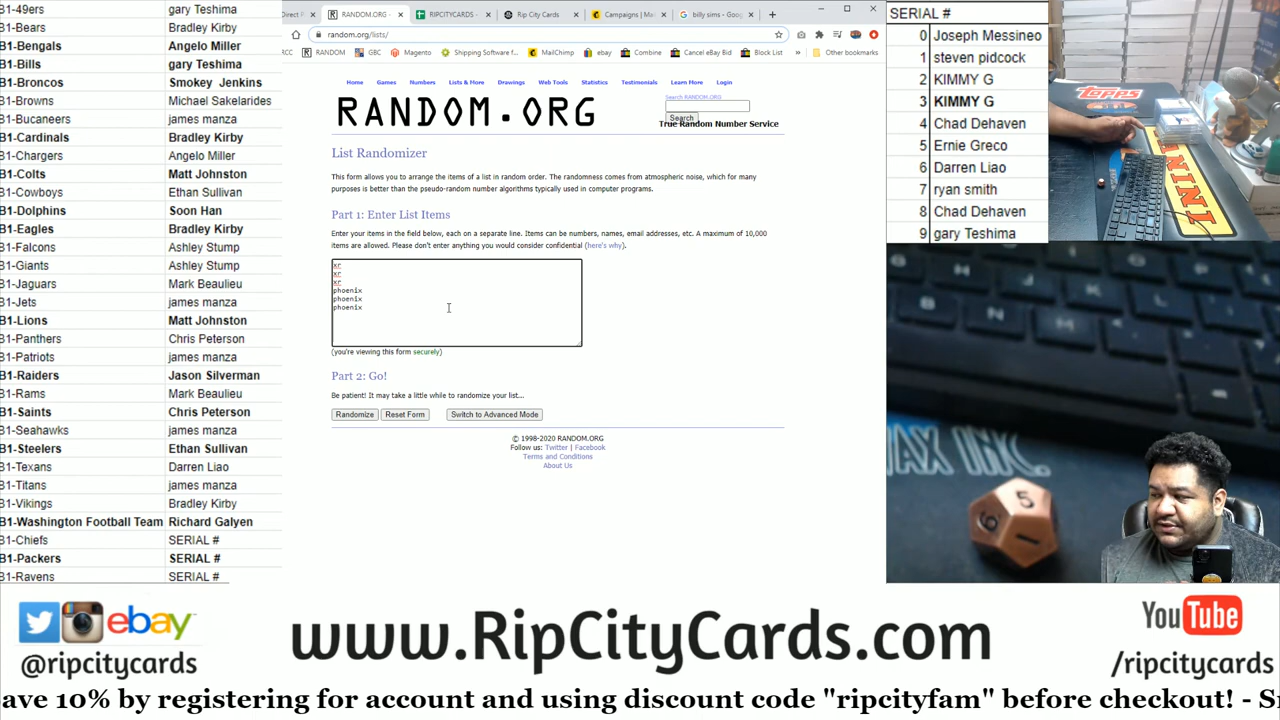 B1-49ers gary Teshima
B1-Bears Bradley Kirby
B1-Bengals Angelo Miller
B1-Bills gary Teshima
B1-Broncos Smokey Jenkins
B1-Browns Michael Sakelarides
B1-Bucaneers james manza
B1-Cardinals Bradley Kirby
B1-Chargers Angelo Miller
B1-Colts Matt Johnston
B1-Cowboys Ethan Sullivan
B1-Dolphins Soon Han
B1-Eagles Bradley Kirby
B1-Falcons Ashley Stump
B1-Giants Ashley Stump
B1-Jaguars Mark Beaulieu
B1-Jets james manza
B1-Lions Matt Johnston
B1-Panthers Chris Peterson
B1-Patriots james manza
B1-Raiders Jason Silverman
B1-Rams Mark Beaulieu
B1-Saints Chris Peterson
B1-Seahawks james manza
B1-Steelers Ethan Sullivan
B1-Texans Darren Liao
B1-Titans james manza
B1-Vikings Bradley Kirby
B1-Washington Football Team Richard Galyen
B1-Chiefs SERIAL #
B1-Packers SERIAL #
B1-Ravens SERIAL #
Direct P RANDOM.ORG - RIPCITYCARDS - Rip City Cards Campaigns | Mail billy sims - Goog
random.org/lists/
RCC RANDOM GBC Magento Shipping Software f... MailChimp ebay Combine Cancel eBay Bid Block List » Other bookmarks
Home Games Numbers Lists & More Drawings Web Tools Statistics Testimonials Learn More Login
Search RANDOM.ORG
RANDOM.ORG
Search
True Random Number Service
List Randomizer
This form allows you to arrange the items of a list in random order. The randomness comes from atmospheric noise, which for many
purposes is better than the pseudo-random number algorithms typically used in computer programs.
Part 1: Enter List Items
Enter your items in the field below, each on a separate line. Items can be numbers, names, email addresses, etc. A maximum of 10,000
items are allowed. Please don't enter anything you would consider confidential (here's why).
xr
xr
xr
phoenix
phoenix
phoenix
(you're viewing this form securely)
Part 2: Go!
Be patient! It may take a little while to randomize your list...
Randomize Reset Form Switch to Advanced Mode
© 1998-2020 RANDOM.ORG
Follow us: Twitter | Facebook
Terms and Conditions
About Us
SERIAL #
0 Joseph Messineo
1 steven pidcock
2 KIMMY G
3 KIMMY G
4 Chad Dehaven
5 Ernie Greco
6 Darren Liao
7 ryan smith
8 Chad Dehaven
9 gary Teshima
topps
PANINI
MAX INC.
5
6
1
ebay
@ripcitycards
www.RipCityCards.com
YouTube
/ripcitycards
ave 10% by registering for account and using discount code "ripcityfam" before checkout! - S